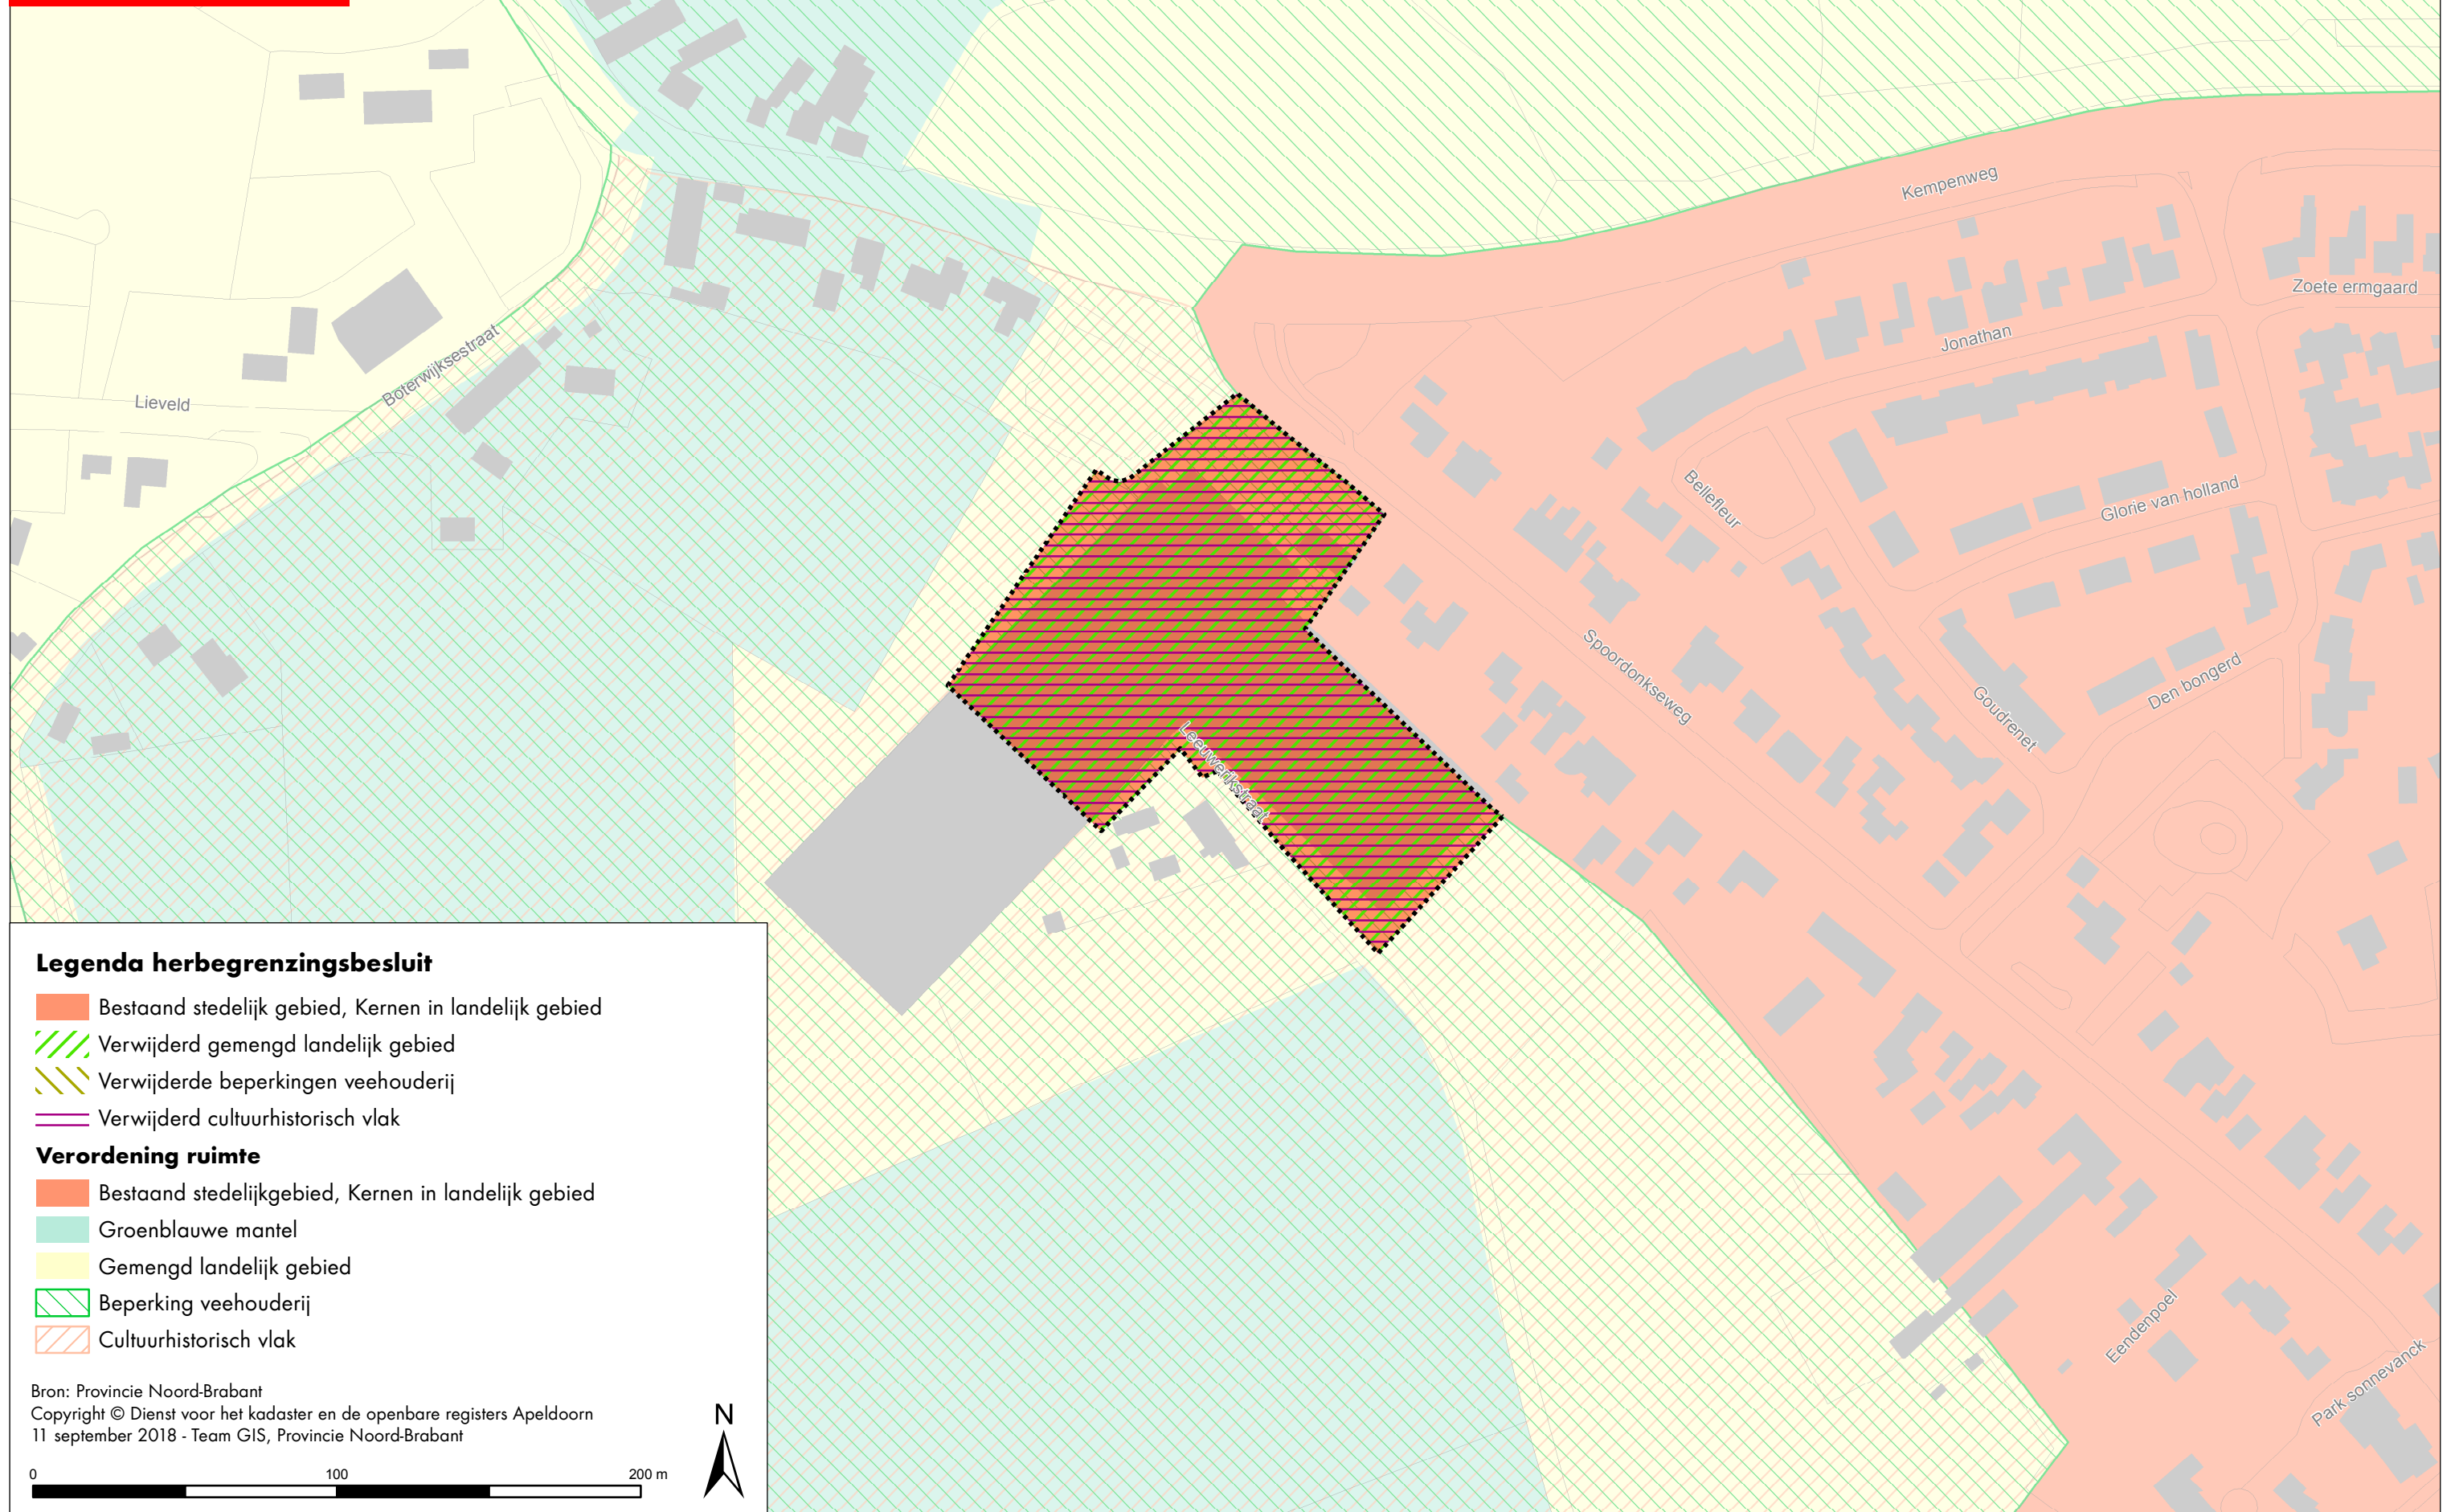 Kempenweg
Zoete ermgaard
Jonathan
Boterwijksestraat
Lieveld
Bellefleur
Glorie van holland
Spoordonkseweg
Den bongerd
Goudrenet
Leeuwerikstraat
Eendenpoel
Park sonnevanck
Legenda herbegrenzingsbesluit
Bestaand stedelijk gebied, Kernen in landelijk gebied
Verwijderd gemengd landelijk gebied
Verwijderde beperkingen veehouderij
Verwijderd cultuurhistorisch vlak
Verordening ruimte
Bestaand stedelijkgebied, Kernen in landelijk gebied
Groenblauwe mantel
Gemengd landelijk gebied
Beperking veehouderij
Cultuurhistorisch vlak
Bron: Provincie Noord-Brabant
Copyright © Dienst voor het kadaster en de openbare registers Apeldoorn
11 september 2018 - Team GIS, Provincie Noord-Brabant
N
0 100 200 m